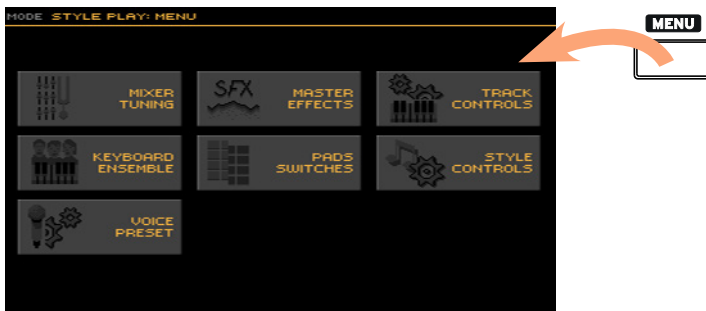 MODE STYLE PLAY: MENU
MENU
MIXER
TUNING
SFX
MASTER
EFFECTS
TRACK
CONTROLS
KEYBOARD
ENSEMBLE
PADS
SWITCHES
STYLE
CONTROLS
VOICE
PRESET